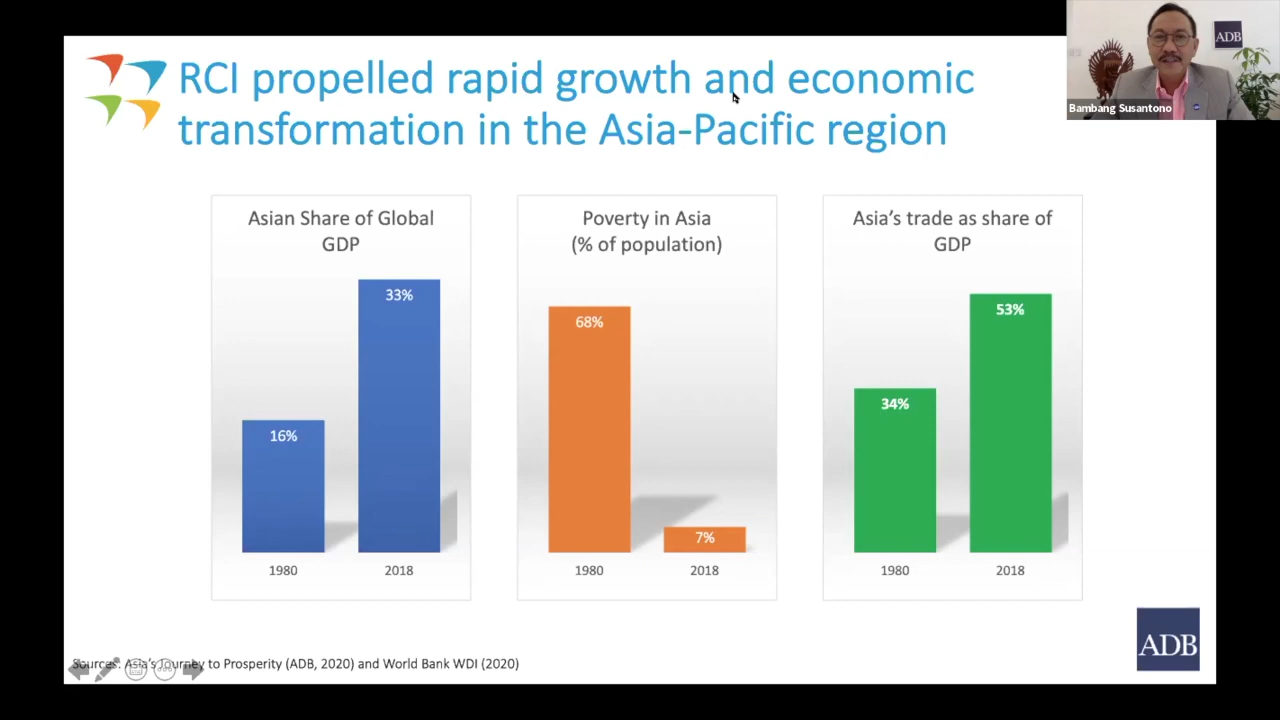 RCI propelled rapid growth and economic
transformation in the Asia-Pacific region
ADB
Bambang Susantono
Asian Share of Global
GDP
33%
16%
1980
2018
Poverty in Asia
(% of population)
68%
7%
1980
2018
Asia's trade as share of
GDP
53%
34%
1980
2018
Sources: Asia's Journey to Prosperity (ADB, 2020) and World Bank WDI (2020)
ADB